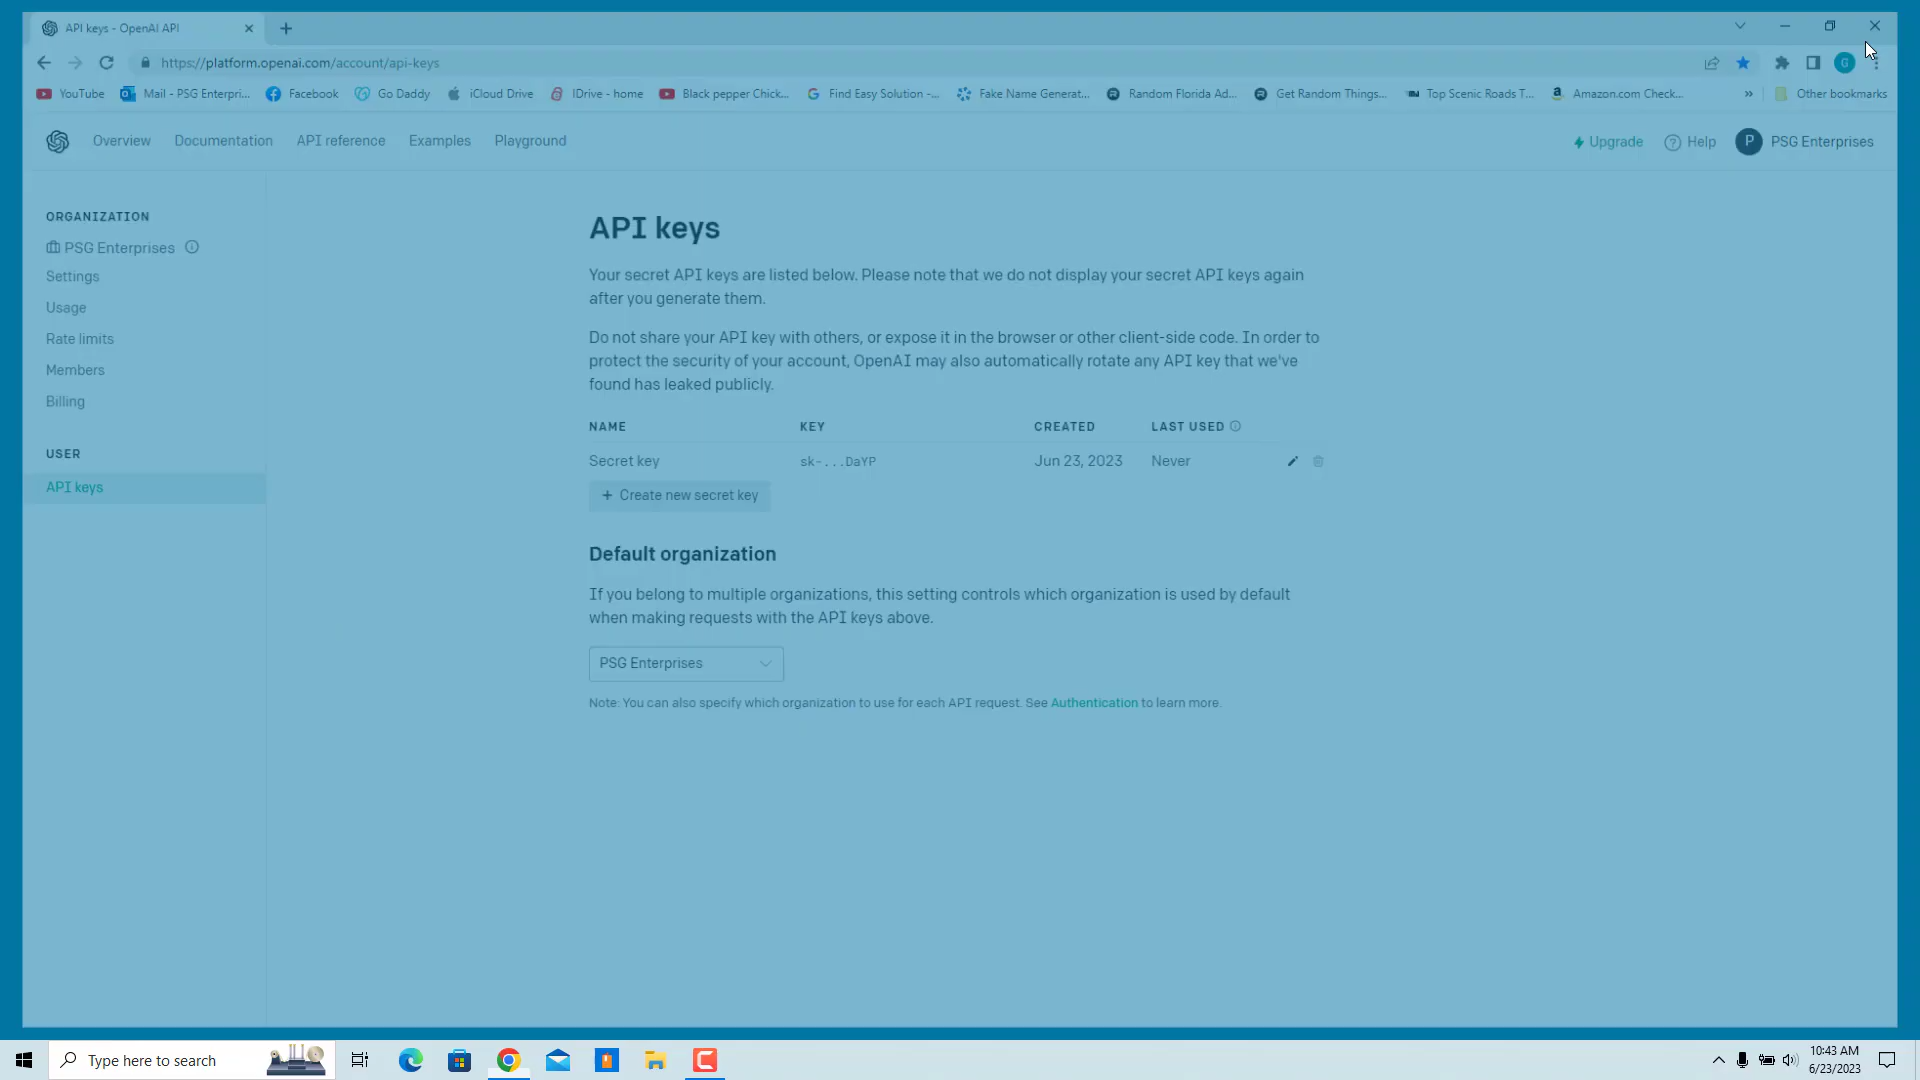 API keys - OpenAI API
https://platform.openai.com/account/api-keys
G
YouTube
Mail - PSG Enterpri...
Facebook
Go Daddy
iCloud Drive
IDrive - home
Black pepper Chick...
Find Easy Solution -...
Fake Name Generat...
Random Florida Ad...
Get Random Things...
Top Scenic Roads T...
Amazon.com Check...
»
Other bookmarks
Overview
Documentation
API reference
Examples
Playground
Upgrade
Help
P
PSG Enterprises
ORGANIZATION
PSG Enterprises
Settings
Usage
Rate limits
Members
Billing
USER
API keys
API keys
Your secret API keys are listed below. Please note that we do not display your secret API keys again
after you generate them.
Do not share your API key with others, or expose it in the browser or other client-side code. In order to
protect the security of your account, OpenAI may also automatically rotate any API key that we've
found has leaked publicly.
NAME KEY CREATED LAST USED
Secret key sk-...DaYP Jun 23, 2023 Never
+ Create new secret key
Default organization
If you belong to multiple organizations, this setting controls which organization is used by default
when making requests with the API keys above.
PSG Enterprises
Note: You can also specify which organization to use for each API request. See Authentication to learn more.
Type here to search
10:43 AM
6/23/2023